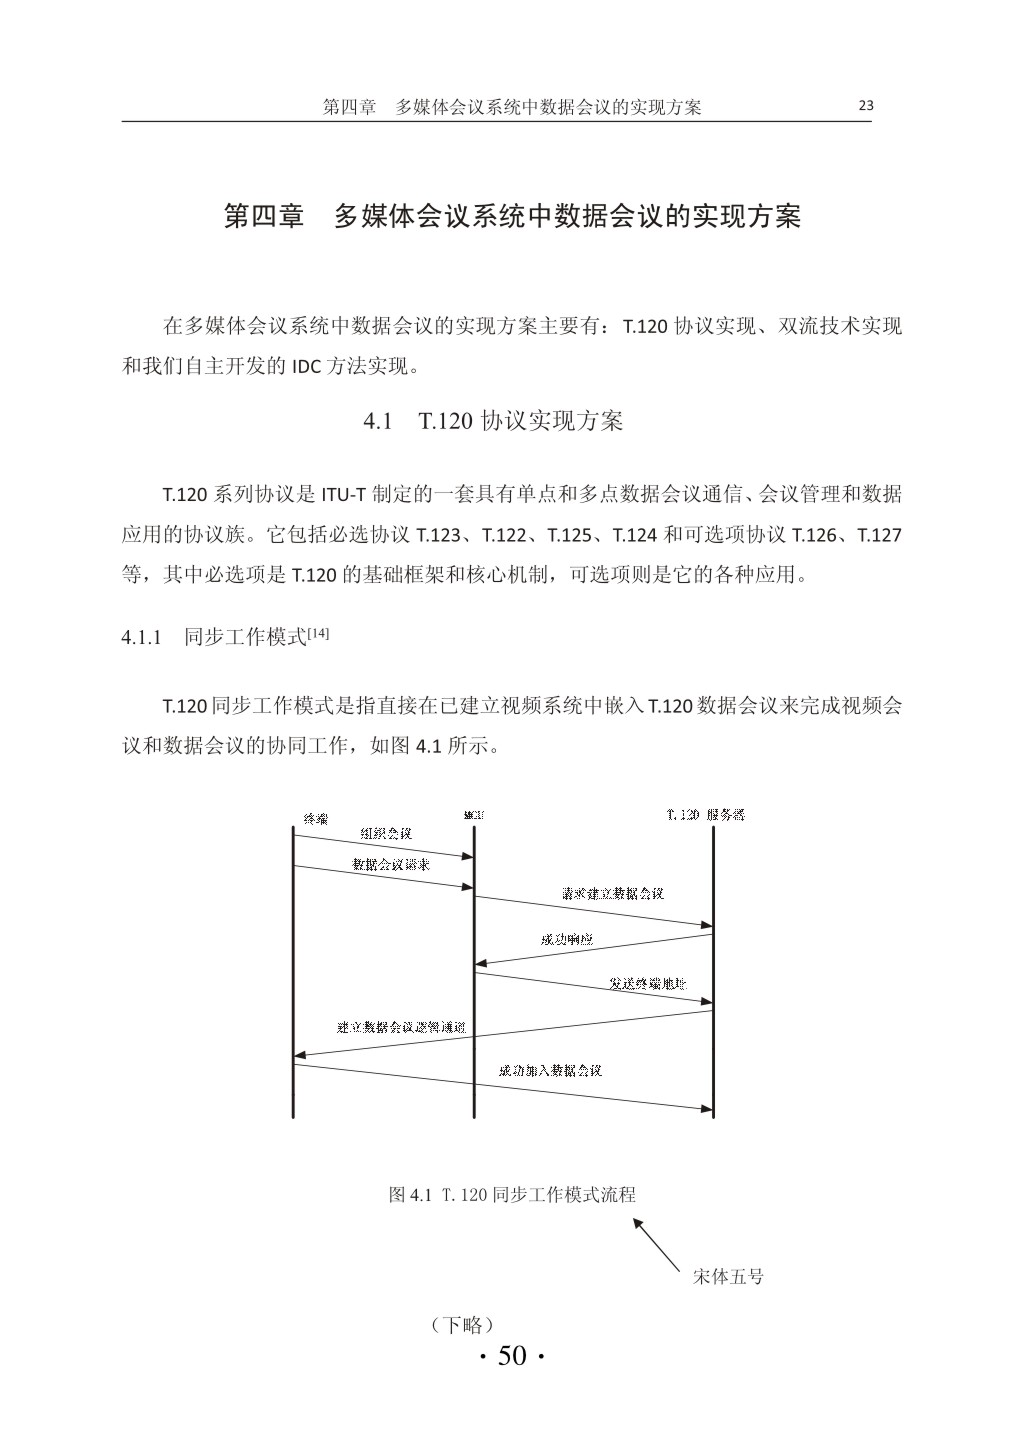 第四章　多媒体会议系统中数据会议的实现方案　23
第四章　多媒体会议系统中数据会议的实现方案
在多媒体会议系统中数据会议的实现方案主要有：T.120 协议实现、双流技术实现
和我们自主开发的 IDC 方法实现。
4.1　T.120 协议实现方案
T.120 系列协议是 ITU-T 制定的一套具有单点和多点数据会议通信、会议管理和数据
应用的协议族。它包括必选协议 T.123、T.122、T.125、T.124 和可选项协议 T.126、T.127
等，其中必选项是 T.120 的基础框架和核心机制，可选项则是它的各种应用。
4.1.1　同步工作模式[14]
T.120 同步工作模式是指直接在已建立视频系统中嵌入 T.120 数据会议来完成视频会
议和数据会议的协同工作，如图 4.1 所示。
终端
MCU
T.120 服务器
组织会议
数据会议请求
请求建立数据会议
成功响应
发送终端地址
建立数据会议逻辑通道
成功加入数据会议
图 4.1 T.120 同步工作模式流程
宋体五号
（下略）
· 50 ·